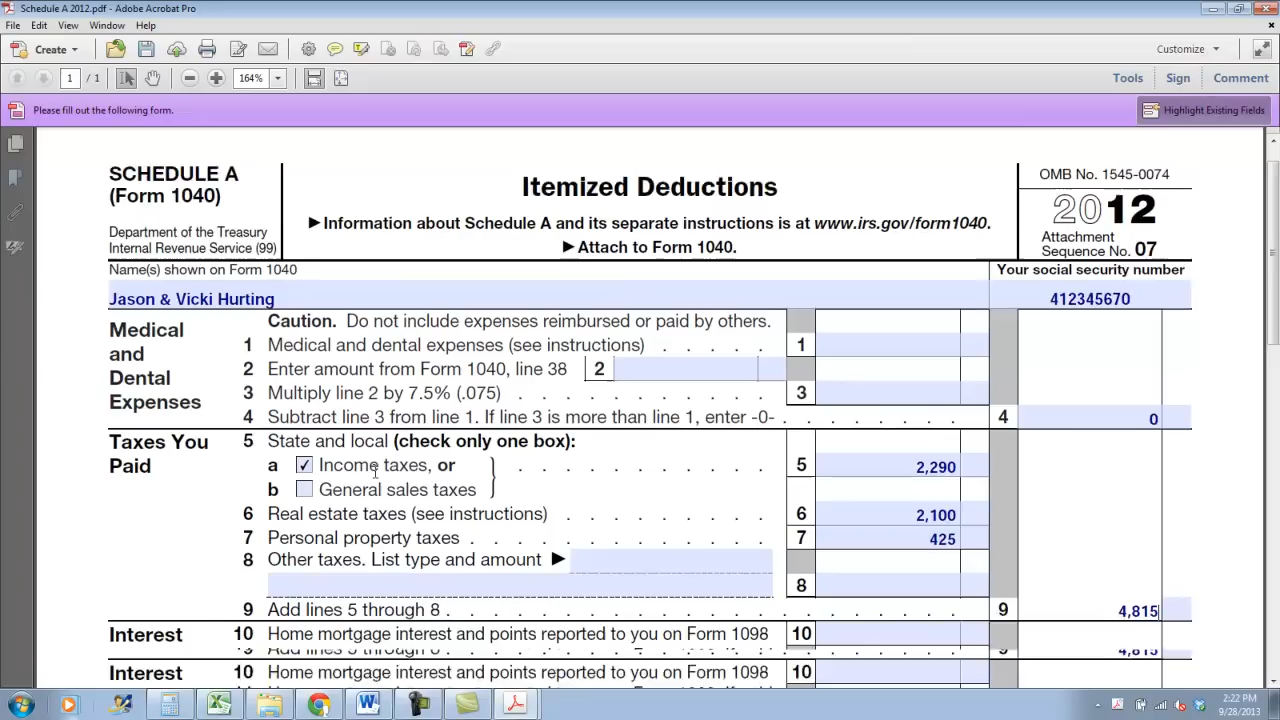 Schedule A 2012.pdf - Adobe Acrobat Pro
File Edit View Window Help
Create Customize
1 / 1 164% Tools Sign Comment
Please fill out the following form. Highlight Existing Fields
SCHEDULE A
(Form 1040)
Department of the Treasury
Internal Revenue Service (99)
Itemized Deductions
►Information about Schedule A and its separate instructions is at www.irs.gov/form1040.
►Attach to Form 1040.
OMB No. 1545-0074
2012
Attachment
Sequence No. 07
Name(s) shown on Form 1040 Your social security number
Jason & Vicki Hurting 412345670
Medical
and
Dental
Expenses
Caution. Do not include expenses reimbursed or paid by others.
1 Medical and dental expenses (see instructions) . . . . . 1
2 Enter amount from Form 1040, line 38 2
3 Multiply line 2 by 7.5% (.075) . . . . . . . . . . . 3
4 Subtract line 3 from line 1. If line 3 is more than line 1, enter -0- . . . . . . . . 4 0
Taxes You
Paid
5 State and local (check only one box):
a ✓ Income taxes, or . . . . . . . . . . 5 2,290
b General sales taxes
6 Real estate taxes (see instructions) . . . . . . . . 6 2,100
7 Personal property taxes . . . . . . . . . . . . 7 425
8 Other taxes. List type and amount ►
8
9 Add lines 5 through 8 . . . . . . . . . . . . . . . . . . . . . 9 4,815
Interest 10 Home mortgage interest and points reported to you on Form 1098 10
9 Add lines 5 through 8 . . . . . . . . . . . . . . . . . . . . . 9 4,815
Interest 10 Home mortgage interest and points reported to you on Form 1098 10
2:22 PM
9/28/2013